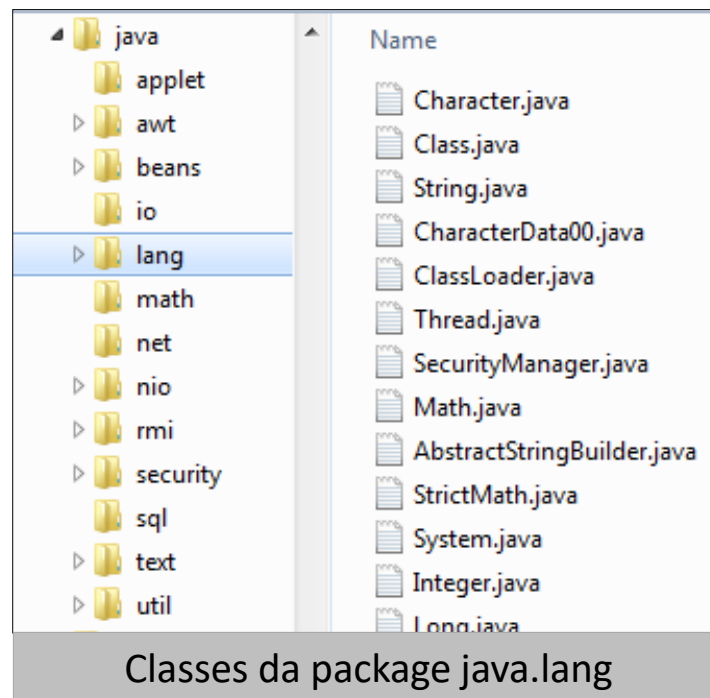 java
applet
awt
beans
io
lang
math
net
nio
rmi
security
sql
text
util
Name
Character.java
Class.java
String.java
CharacterData00.java
ClassLoader.java
Thread.java
SecurityManager.java
Math.java
AbstractStringBuilder.java
StrictMath.java
System.java
Integer.java
Long.java
Classes da package java.lang